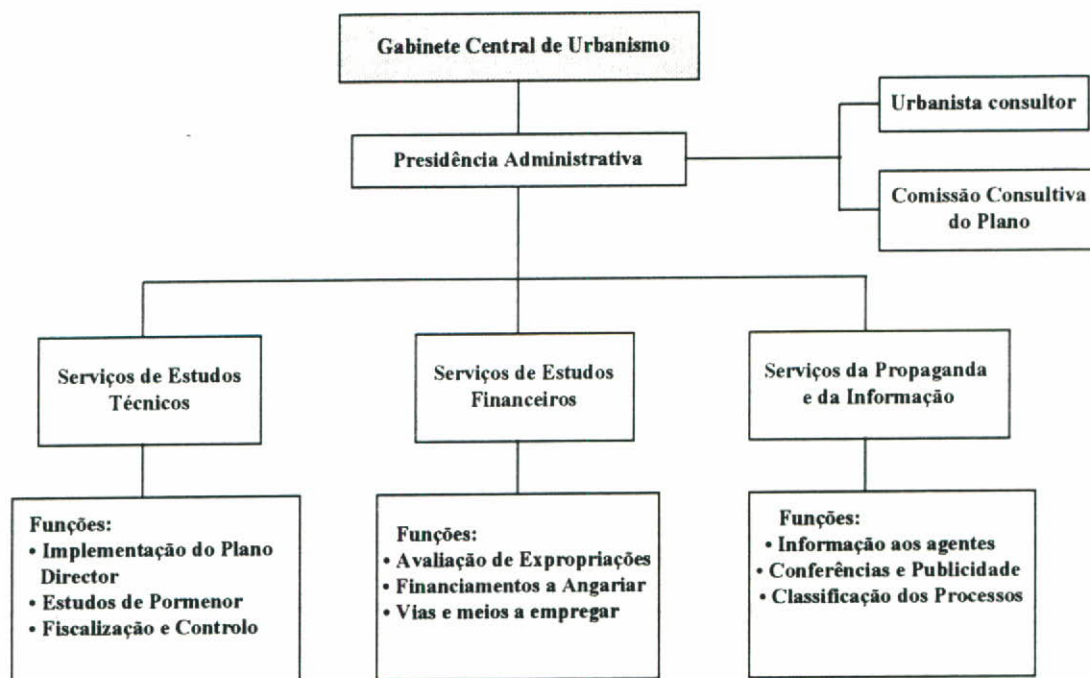 Gabinete Central de Urbanismo
Urbanista consultor
Presidência Administrativa
Comissão Consultiva
do Plano
Serviços de Estudos
Técnicos
Serviços de Estudos
Financeiros
Serviços da Propaganda
e da Informação
Funções:
• Implementação do Plano
Director
• Estudos de Pormenor
• Fiscalização e Controlo
Funções:
• Avaliação de Expropriações
• Financiamentos a Angariar
• Vias e meios a empregar
Funções:
• Informação aos agentes
• Conferências e Publicidade
• Classificação dos Processos